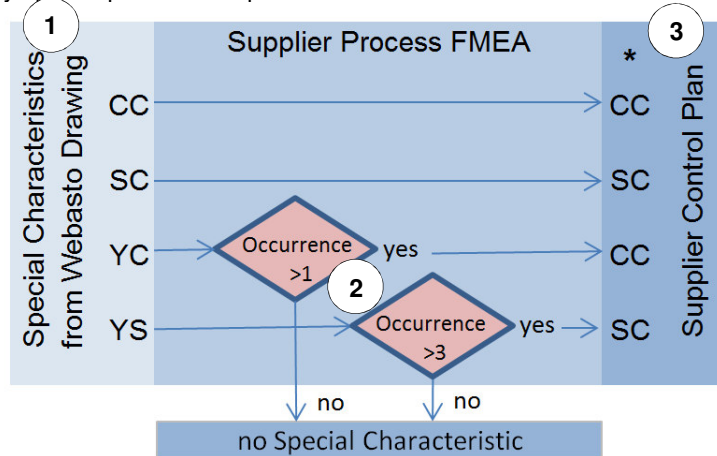 1
Supplier Process FMEA
3
Special Characteristics
from Webasto Drawing
*
Supplier Control Plan
CC
CC
SC
SC
YC
Occurrence
>1
yes
CC
2
YS
Occurrence
>3
yes
SC
no
no
no Special Characteristic